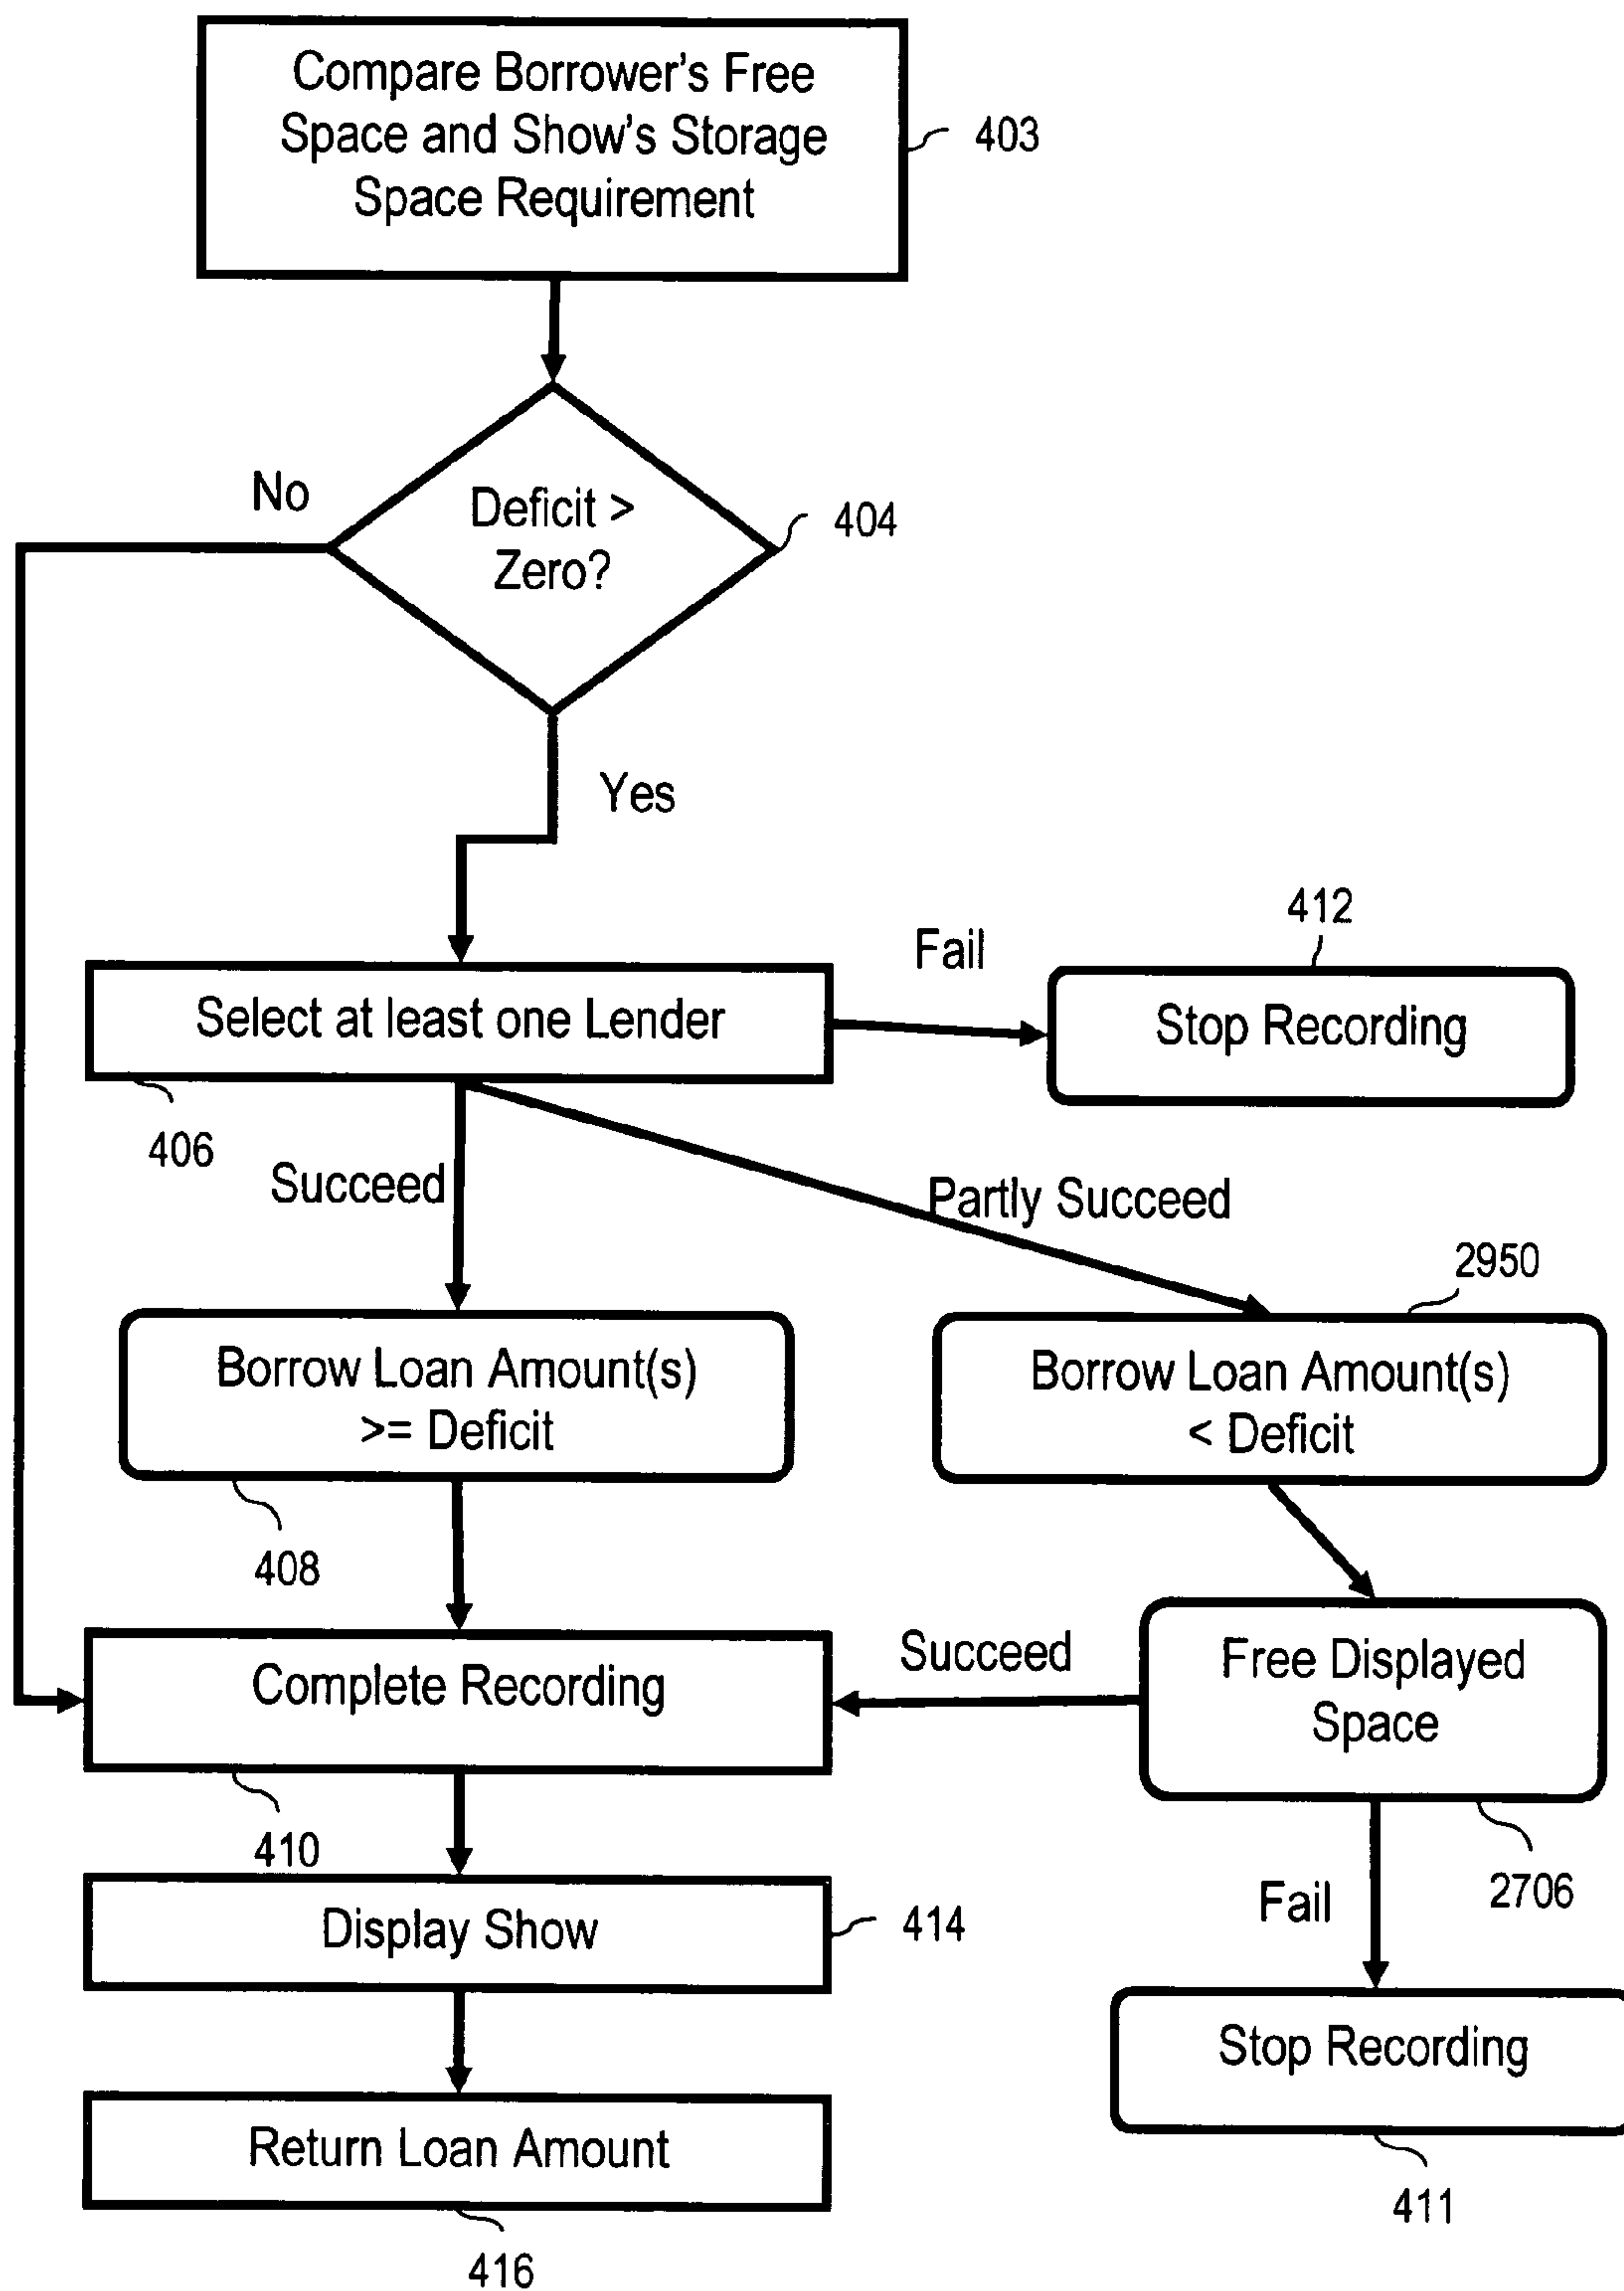 Compare Borrower's Free
Space and Show's Storage
Space Requirement
403
No
Deficit >
Zero?
404
Yes
412
Fail
Select at least one Lender
Stop Recording
406
Succeed
Partly Succeed
2950
Borrow Loan Amount(s)
>= Deficit
Borrow Loan Amount(s)
< Deficit
408
Succeed
Free Displayed
Space
Complete Recording
410
2706
Fail
Display Show
414
Stop Recording
Return Loan Amount
411
416